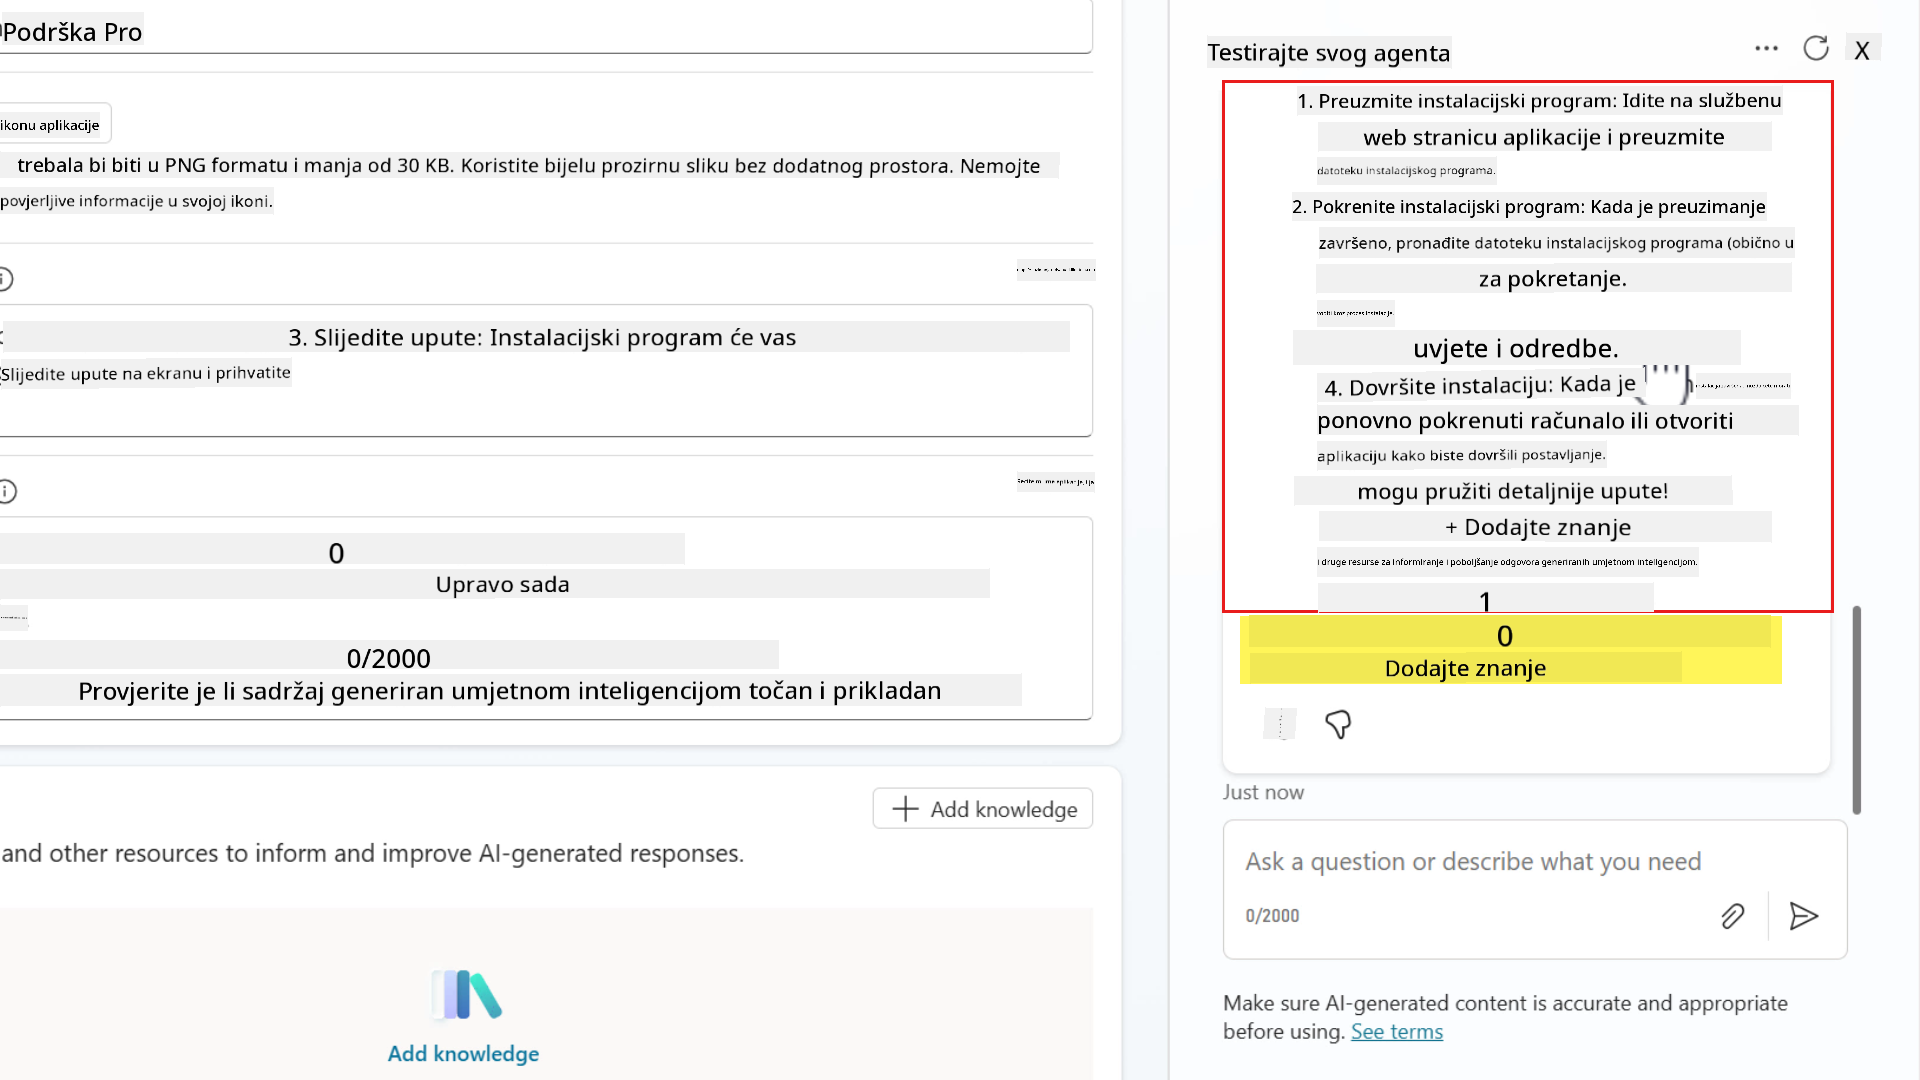 Podrška Pro
ikonu aplikacije
trebala bi biti u PNG formatu i manja od 30 KB. Koristite bijelu prozirnu sliku bez dodatnog prostora. Nemojte
povjerljive informacije u svojoj ikoni.
3. Slijedite upute: Instalacijski program će vas
Slijedite upute na ekranu i prihvatite
0
Upravo sada
0/2000
Provjerite je li sadržaj generiran umjetnom inteligencijom točan i prikladan
Add knowledge
and other resources to inform and improve AI-generated responses.
Add knowledge
Testirajte svog agenta
X
1. Preuzmite instalacijski program: Idite na službenu
web stranicu aplikacije i preuzmite
datoteku instalacijskog programa.
2. Pokrenite instalacijski program: Kada je preuzimanje
završeno, pronađite datoteku instalacijskog programa (obično u
za pokretanje.
voditi kroz proces instalacije.
uvjete i odredbe.
4. Dovršite instalaciju: Kada je
ponovno pokrenuti računalo ili otvoriti
aplikaciju kako biste dovršili postavljanje.
mogu pružiti detaljnije upute!
+ Dodajte znanje
i druge resurse za informiranje i poboljšanje odgovora generiranih umjetnom inteligencijom.
1
0
Dodajte znanje
Just now
Ask a question or describe what you need
0/2000
Make sure AI-generated content is accurate and appropriate
before using. See terms